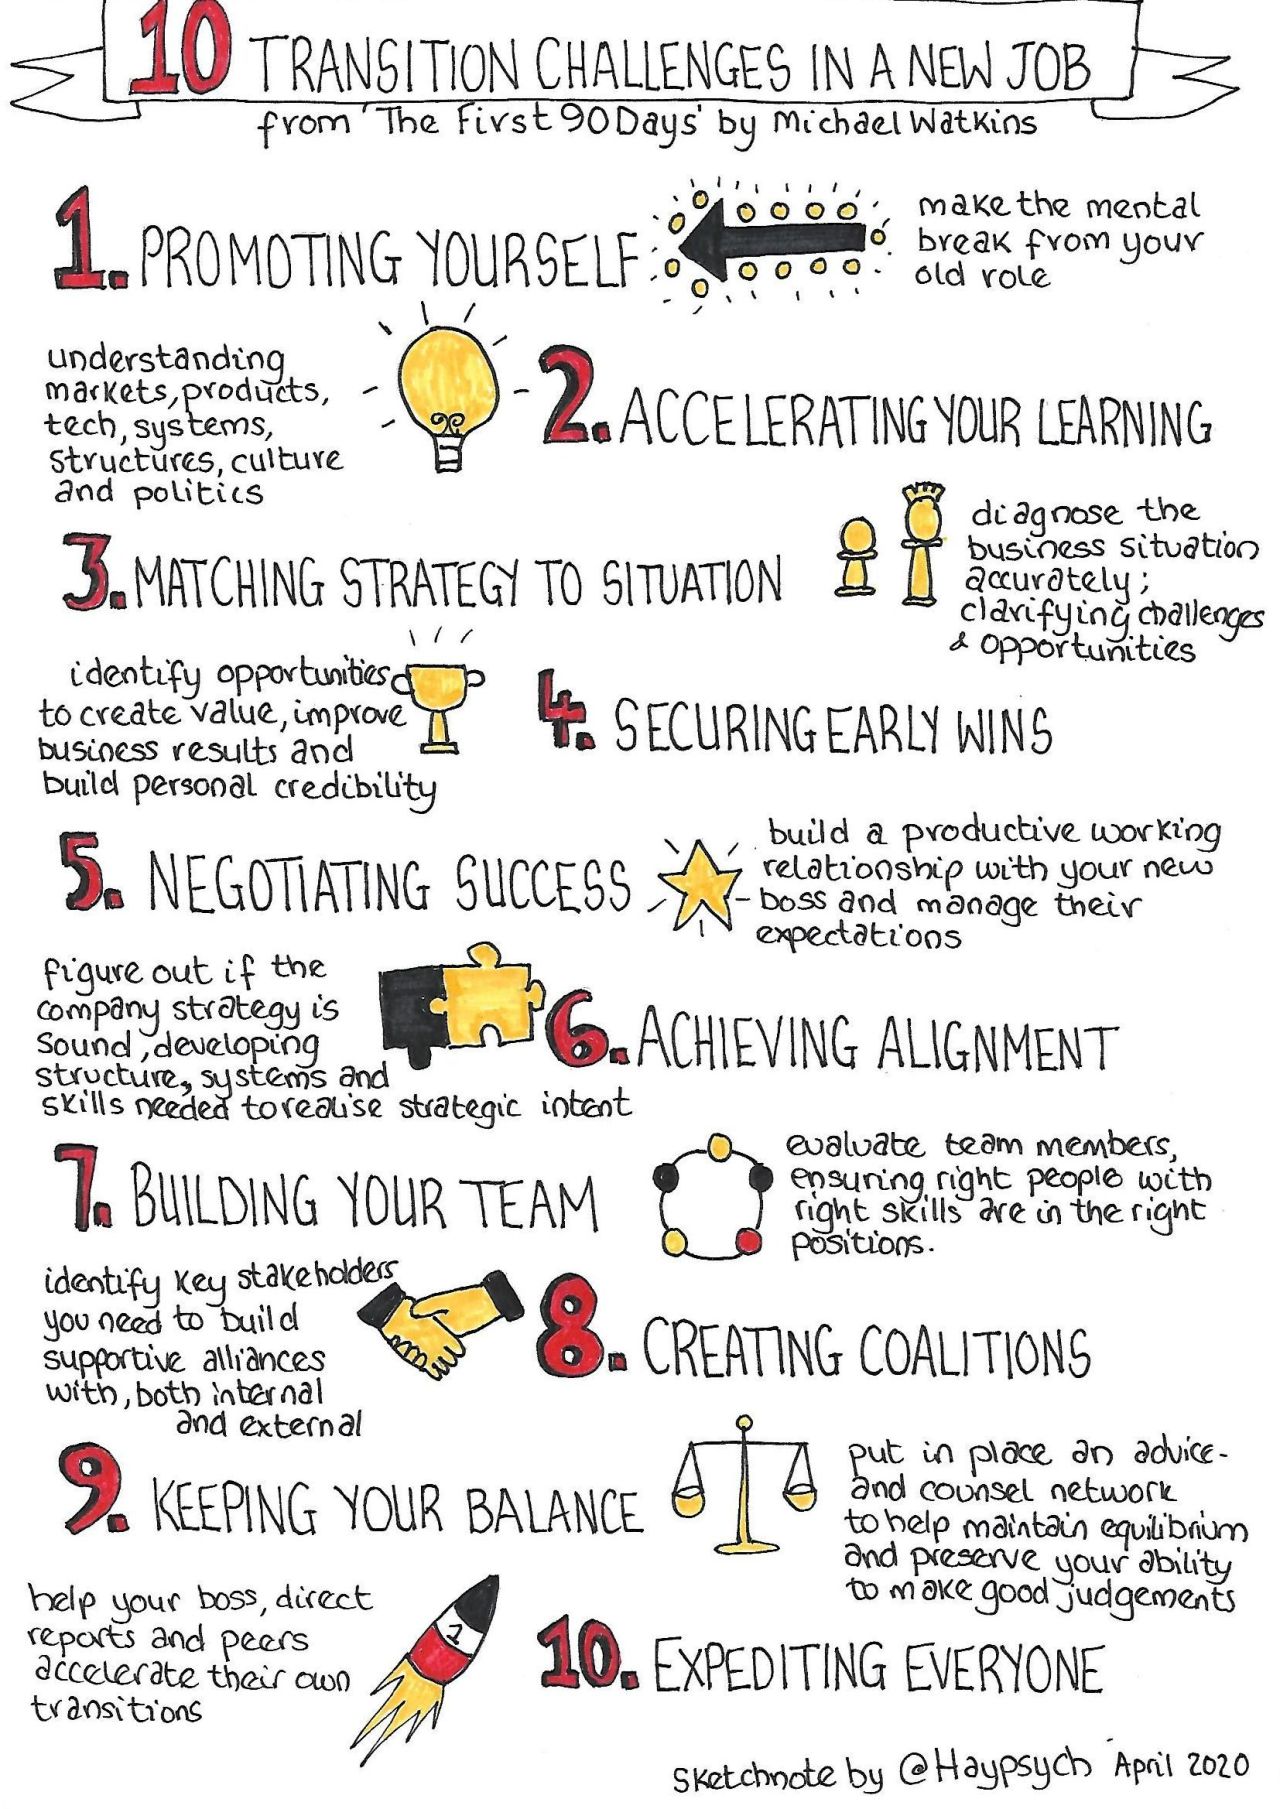 10 TRANSITION CHALLENGES IN A NEW JOB
from 'The First 90 Days' by Michael Watkins
1. PROMOTING YOURSELF
make the mental
break from your
old role
understanding
markets, products,
tech, systems,
structures, culture
and politics
2. ACCELERATING YOUR LEARNING
3. MATCHING STRATEGY TO SITUATION
diagnose the
business situation
accurately;
clarifying challenges
& opportunities
identify opportunities
to create value, improve
business results and
build personal credibility
4. SECURING EARLY WINS
5. NEGOTIATING SUCCESS
build a productive working
relationship with your new
boss and manage their
expectations
figure out if the
company strategy is
sound, developing
structure, systems and
skills needed to realise strategic intent
6. ACHIEVING ALIGNMENT
7. BUILDING YOUR TEAM
evaluate team members,
ensuring right people with
right skills are in the right
positions.
identify key stakeholders
you need to build
supportive alliances
with, both internal
and external
8. CREATING COALITIONS
9. KEEPING YOUR BALANCE
put in place an advice-
and counsel network
to help maintain equilibrium
and preserve your ability
to make good judgements
help your boss, direct
reports and peers
accelerate their own
transitions
1
10. EXPEDITING EVERYONE
Sketchnote by @Haypsych April 2020